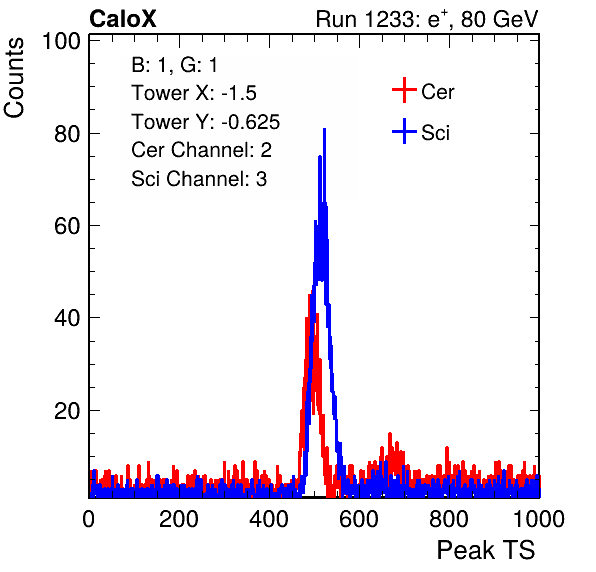 CaloX Run 1233: e⁺, 80 GeV
Counts
100
80
60
40
20
B: 1, G: 1
Tower X: -1.5
Tower Y: -0.625
Cer Channel: 2
Sci Channel: 3
Cer
Sci
0 200 400 600 800 1000
Peak TS